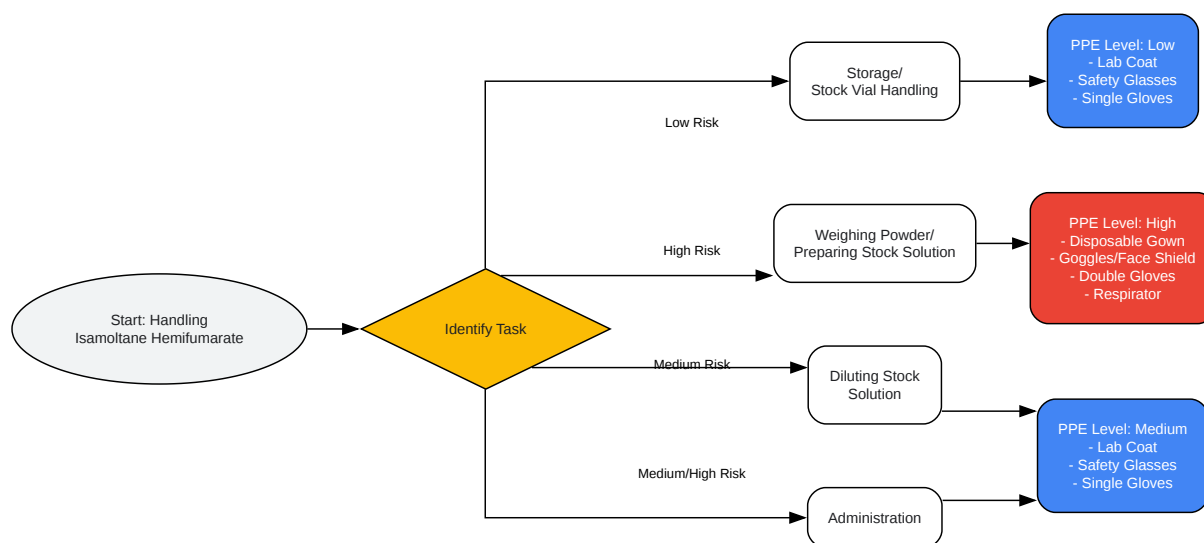 Start: Handling
Isamoltane Hemifumarate
Identify Task
Low Risk
Storage/
Stock Vial Handling
PPE Level: Low
- Lab Coat
- Safety Glasses
- Single Gloves
High Risk
Weighing Powder/
Preparing Stock Solution
PPE Level: High
- Disposable Gown
- Goggles/Face Shield
- Double Gloves
- Respirator
Medium Risk
Diluting Stock
Solution
Medium/High Risk
Administration
PPE Level: Medium
- Lab Coat
- Safety Glasses
- Single Gloves